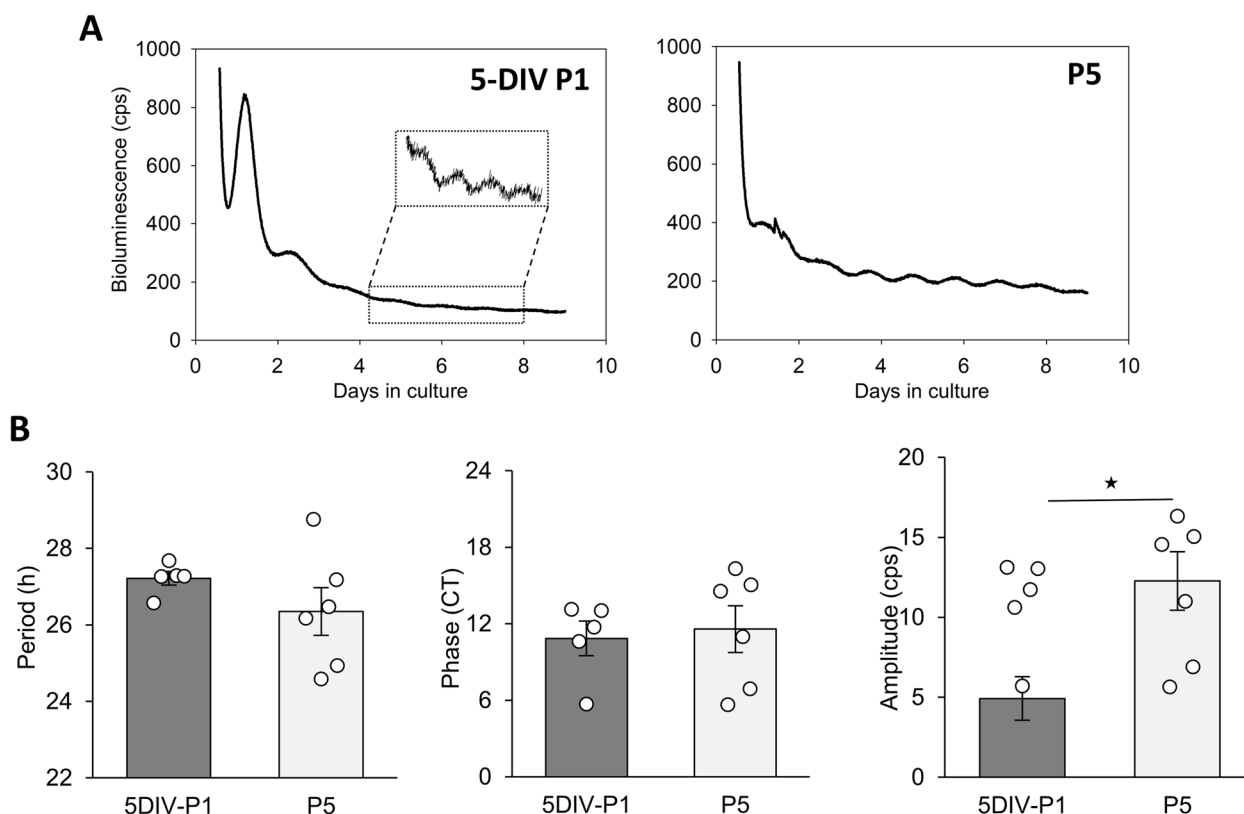 A
5-DIV P1
P5
Bioluminescence (cps)
1000
800
600
400
200
0
0 2 4 6 8 10
Days in culture
1000
800
600
400
200
0
0 2 4 6 8 10
Days in culture
B
Period (h)
30
28
26
24
22
5DIV-P1 P5
Phase (CT)
24
18
12
6
0
5DIV-P1 P5
Amplitude (cps)
20
15
10
5
0
★
5DIV-P1 P5